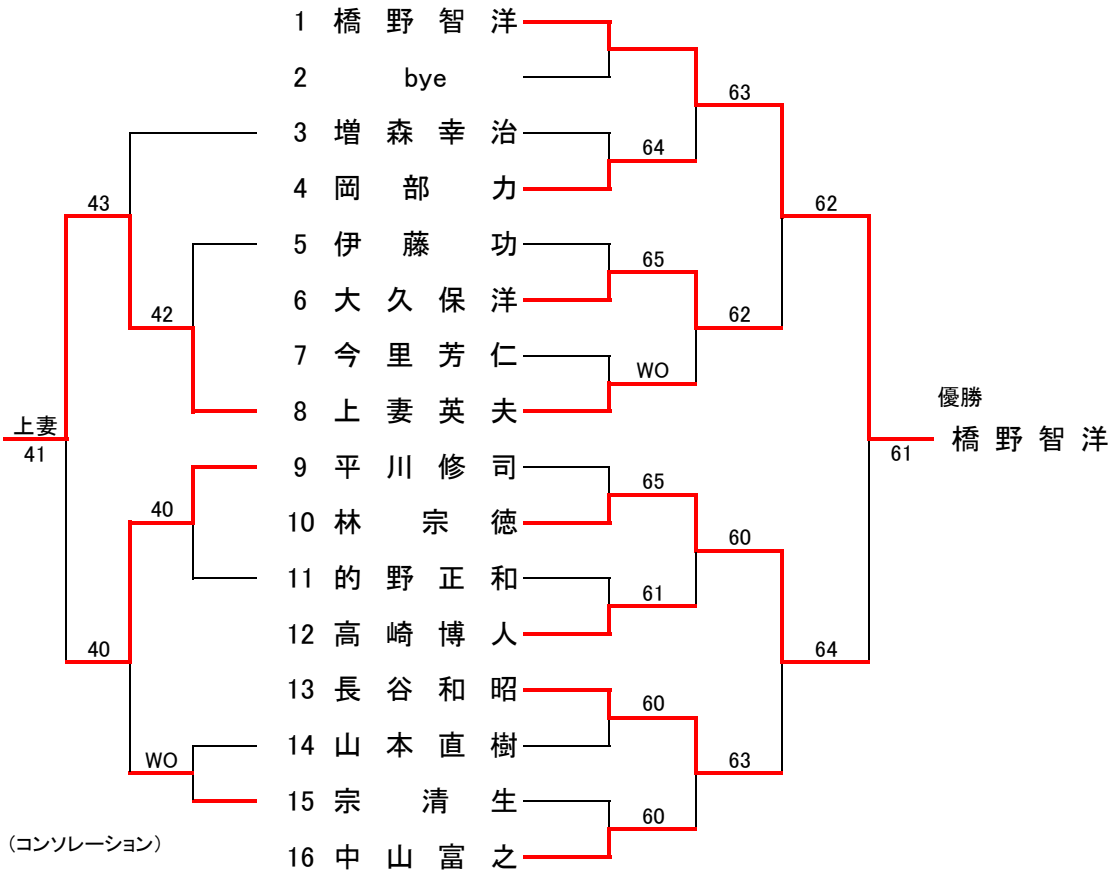 1 橋野智洋
2 bye
63
3 増森幸治
64
4 岡部力
43
62
5 伊藤功
65
6 大久保洋
42
62
7 今里芳仁
WO
優勝
8 上妻英夫
上妻
橋野智洋
41
61
9 平川修司
65
40
10 林宗徳
60
11 的野正和
61
12 高崎博人
40
64
13 長谷和昭
60
14 山本直樹
WO
63
15 宗清生
60
(コンソレーション)
16 中山富之